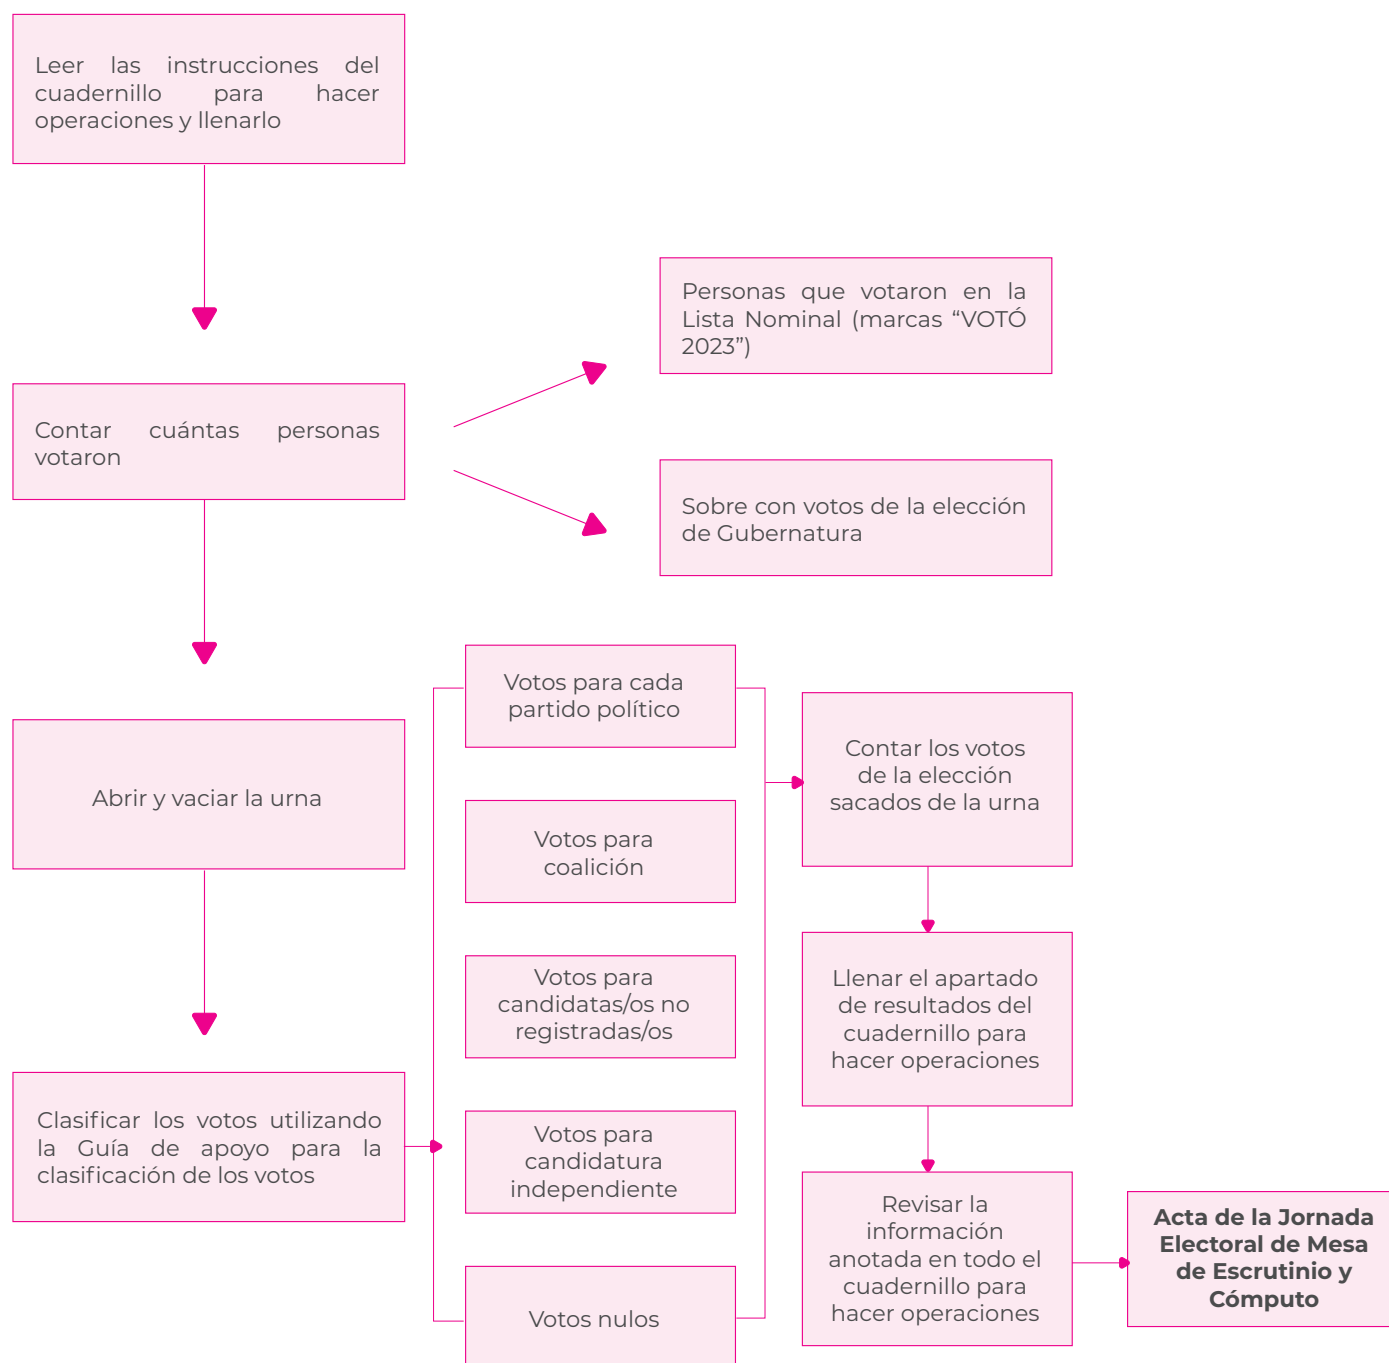 Leer las instrucciones del
cuadernillo para hacer
operaciones y llenarlo
Personas que votaron en la
Lista Nominal (marcas “VOTÓ
2023”)
Contar cuántas personas
votaron
Sobre con votos de la elección
de Gubernatura
Abrir y vaciar la urna
Clasificar los votos utilizando
la Guía de apoyo para la
clasificación de los votos
Votos para cada
partido político
Votos para
coalición
Votos para
candidatas/os no
registradas/os
Votos para
candidatura
independiente
Votos nulos
Contar los votos
de la elección
sacados de la urna
Llenar el apartado
de resultados del
cuadernillo para
hacer operaciones
Revisar la
información
anotada en todo el
cuadernillo para
hacer operaciones
Acta de la Jornada
Electoral de Mesa
de Escrutinio y
Cómputo